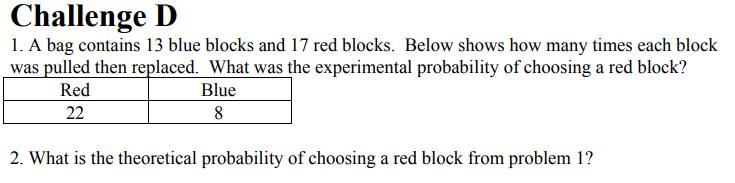 Challenge D
1. A bag contains 13 blue blocks and 17 red blocks.  Below shows how many times each block
was pulled then replaced.  What was the experimental probability of choosing a red block?
Red Blue
22 8
2. What is the theoretical probability of choosing a red block from problem 1?